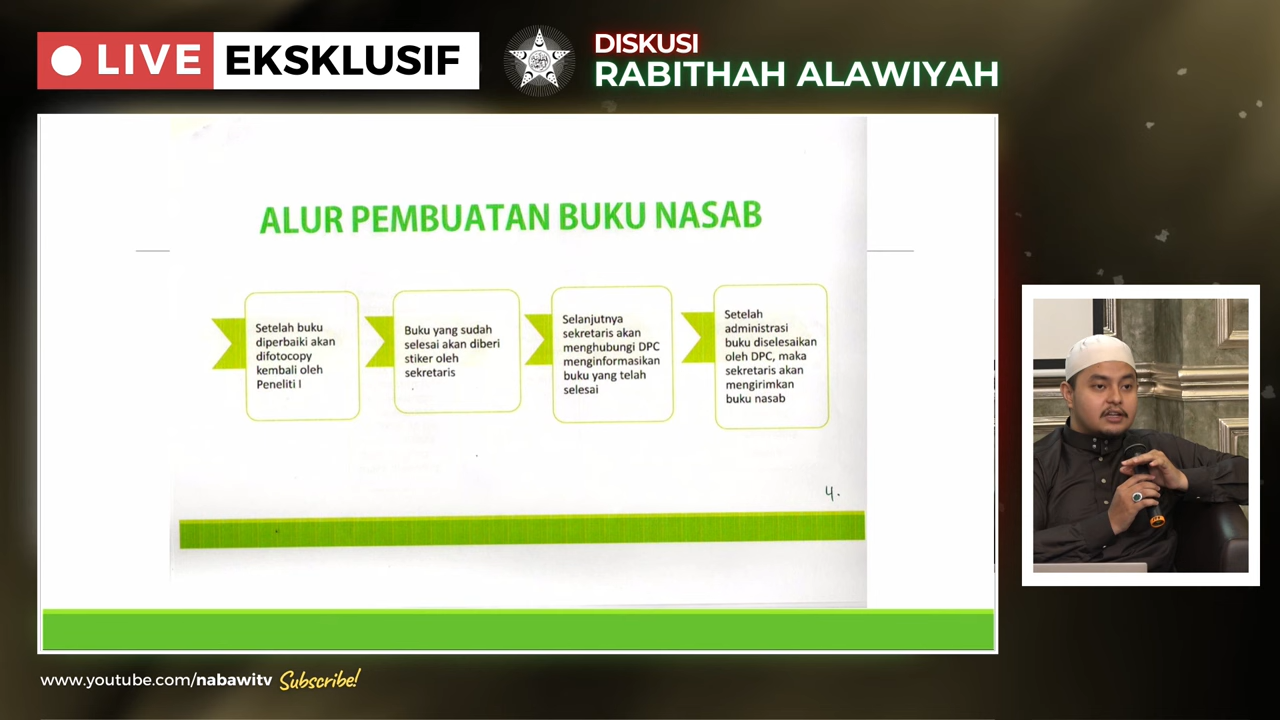 LIVE EKSKLUSIF
DISKUSI
RABITHAH ALAWIYAH
ALUR PEMBUATAN BUKU NASAB
Setelah buku
diperbaiki akan
difotocopy
kembali oleh
Peneliti I
Buku yang sudah
selesai akan diberi
stiker oleh
sekretaris
Selanjutnya
sekretaris akan
menghubungi DPC
menginformasikan
buku yang telah
selesai
Setelah
administrasi
buku diselesaikan
oleh DPC, maka
sekretaris akan
mengirimkan
buku nasab
4.
www.youtube.com/nabawitv Subscribe!